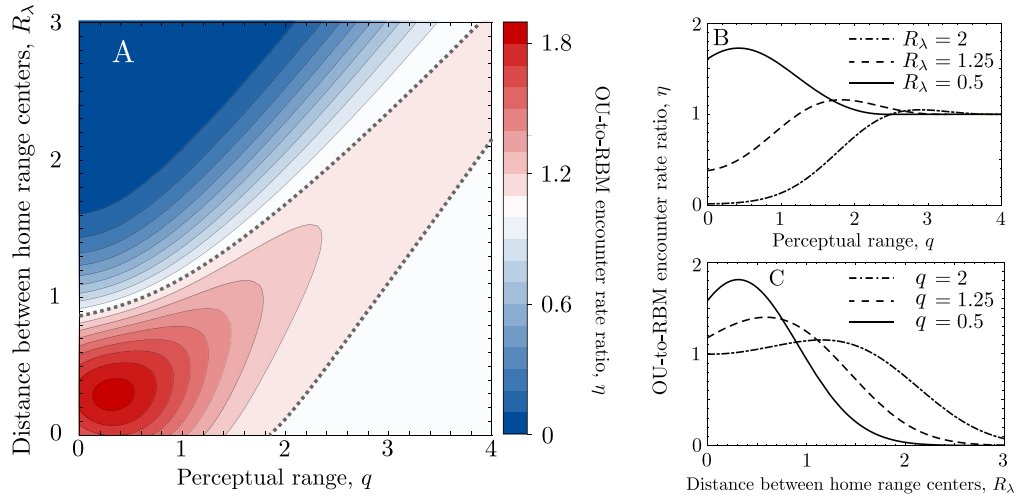 A
Distance between home range centers, R_λ
3
2
1
0
0 1 2 3 4
Perceptual range, q
1.8
1.2
0.6
0
OU-to-RBM encounter rate ratio, η
OU-to-RBM encounter rate ratio, η
B
R_λ = 2
R_λ = 1.25
R_λ = 0.5
2
1
0
0 1 2 3 4
Perceptual range, q
C
q = 2
q = 1.25
q = 0.5
2
1
0
0 1 2 3
Distance between home range centers, R_λ